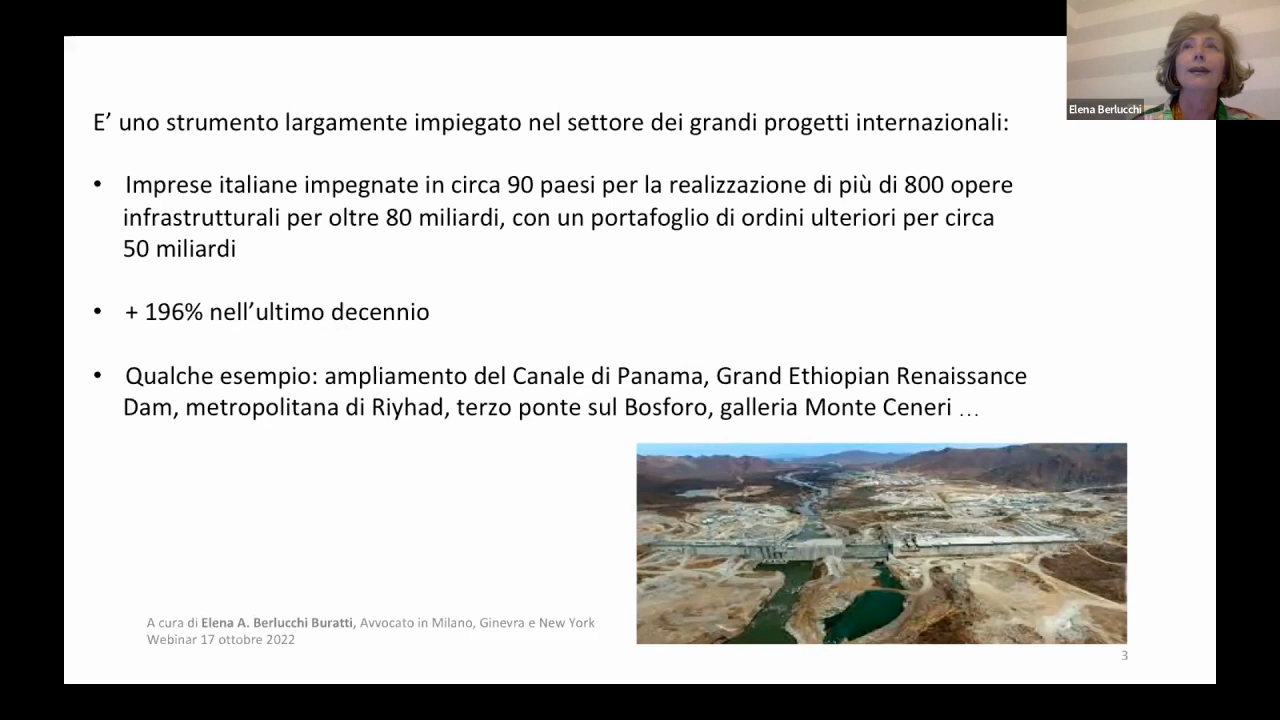 Elena Berlucchi
E’ uno strumento largamente impiegato nel settore dei grandi progetti internazionali:
• Imprese italiane impegnate in circa 90 paesi per la realizzazione di più di 800 opere
infrastrutturali per oltre 80 miliardi, con un portafoglio di ordini ulteriori per circa
50 miliardi
• + 196% nell’ultimo decennio
• Qualche esempio: ampliamento del Canale di Panama, Grand Ethiopian Renaissance
Dam, metropolitana di Riyhad, terzo ponte sul Bosforo, galleria Monte Ceneri …
A cura di Elena A. Berlucchi Buratti, Avvocato in Milano, Ginevra e New York
Webinar 17 ottobre 2022
3